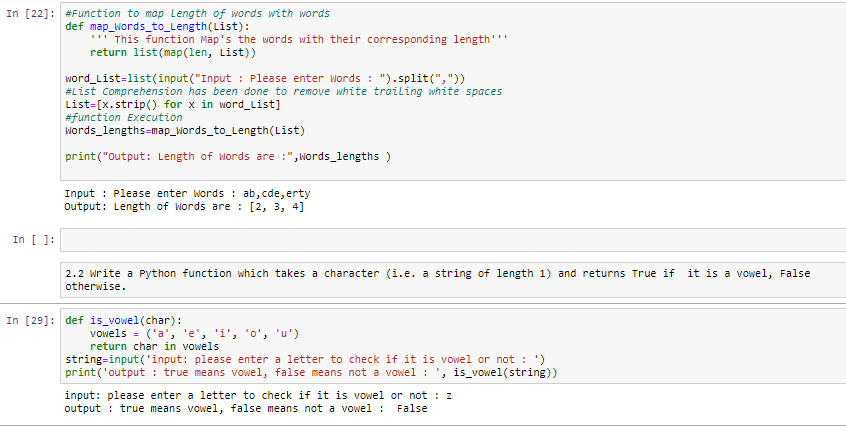 In [22]: #Function to map Length of words with words
def map_Words_to_Length(List):
    ''' This function Map's the words with their corresponding length'''
    return list(map(len, List))
word_List=list(input("Input : Please enter Words : ").split(","))
#List Comprehension has been done to remove white trailing white spaces
List=[x.strip() for x in word_List]
#function Execution
Words_lengths=map_Words_to_Length(List)
print("Output: Length of Words are :",Words_lengths )
Input : Please enter Words : ab,cde,erty
Output: Length of Words are : [2, 3, 4]
In [ ]:
2.2 Write a Python function which takes a character (i.e. a string of length 1) and returns True if  it is a vowel, False
otherwise.
In [29]: def is_vowel(char):
    vowels = ('a', 'e', 'i', 'o', 'u')
    return char in vowels
string=input('input: please enter a letter to check if it is vowel or not : ')
print('output : true means vowel, false means not a vowel : ', is_vowel(string))
input: please enter a letter to check if it is vowel or not : z
output : true means vowel, false means not a vowel :  False